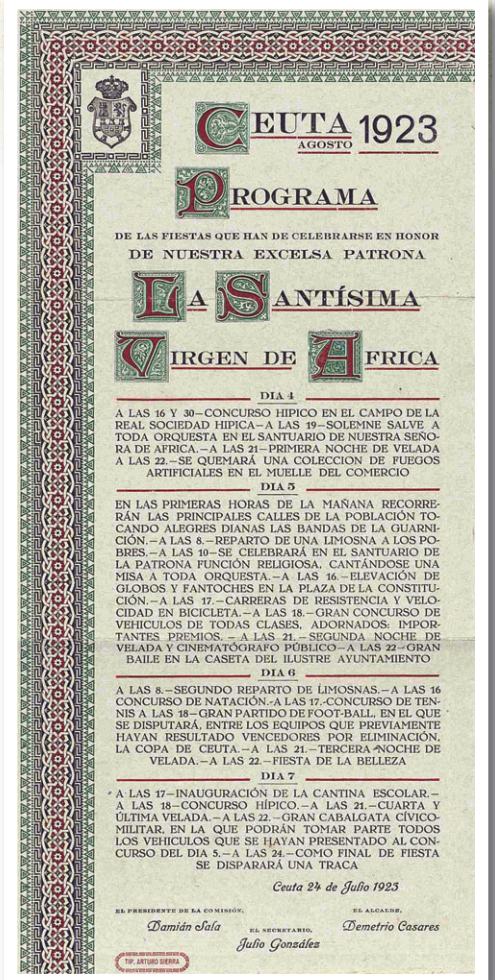 CEUTA 1923
AGOSTO
PROGRAMA
DE LAS FIESTAS QUE HAN DE CELEBRARSE EN HONOR
DE NUESTRA EXCELSA PATRONA
LA SANTÍSIMA
VIRGEN DE AFRICA
DIA 4
A LAS 16 Y 30—CONCURSO HIPICO EN EL CAMPO DE LA
REAL SOCIEDAD HIPICA—A LAS 19—SOLEMNE SALVE A
TODA ORQUESTA EN EL SANTUARIO DE NUESTRA SEÑO-
RA DE AFRICA.—A LAS 21—PRIMERA NOCHE DE VELADA
A LAS 22.—SE QUEMARÁ UNA COLECCION DE FUEGOS
ARTIFICIALES EN EL MUELLE DEL COMERCIO
DIA 5
EN LAS PRIMERAS HORAS DE LA MAÑANA RECORRE-
RÁN LAS PRINCIPALES CALLES DE LA POBLACIÓN TO-
CANDO ALEGRES DIANAS LAS BANDAS DE LA GUARNI-
CIÓN.—A LAS 8.—REPARTO DE UNA LIMOSNA A LOS PO-
BRES.—A LAS 10—SE CELEBRARÁ EN EL SANTUARIO DE
LA PATRONA FUNCIÓN RELIGIOSA, CANTÁNDOSE UNA
MISA A TODA ORQUESTA.—A LAS 16.—ELEVACIÓN DE
GLOBOS Y FANTOCHES EN LA PLAZA DE LA CONSTITU-
CIÓN.—A LAS 17.—CARRERAS DE RESISTENCIA Y VELO-
CIDAD EN BICICLETA.—A LAS 18.—GRAN CONCURSO DE
VEHICULOS DE TODAS CLASES, ADORNADOS: IMPOR-
TANTES PREMIOS. — A LAS 21.—SEGUNDA NOCHE DE
VELADA Y CINEMATÓGRAFO PÚBLICO—A LAS 22—GRAN
BAILE EN LA CASETA DEL ILUSTRE AYUNTAMIENTO
DIA 6
A LAS 8.—SEGUNDO REPARTO DE LIMOSNAS.—A LAS 16
CONCURSO DE NATACIÓN.-A LAS 17.-CONCURSO DE TEN-
NIS A LAS 18—GRAN PARTIDO DE FOOT-BALL, EN EL QUE
SE DISPUTARÁ, ENTRE LOS EQUIPOS QUE PREVIAMENTE
HAYAN RESULTADO VENCEDORES POR ELIMINACIÓN,
LA COPA DE CEUTA.—A LAS 21.—TERCERA NOCHE DE
VELADA.—A LAS 22.—FIESTA DE LA BELLEZA
DIA 7
A LAS 17—INAUGURACIÓN DE LA CANTINA ESCOLAR.—
A LAS 18—CONCURSO HÍPICO.—A LAS 21.—CUARTA Y
ÚLTIMA VELADA.—A LAS 22.—GRAN CABALGATA CÍVICO-
MILITAR, EN LA QUE PODRÁN TOMAR PARTE TODOS
LOS VEHICULOS QUE SE HAYAN PRESENTADO AL CON-
CURSO DEL DIA 5.—A LAS 24.—COMO FINAL DE FIESTA
SE DISPARARÁ UNA TRACA
Ceuta 24 de Julio 1923
EL PRESIDENTE DE LA COMISIÓN,
EL ALCALDE,
Damián Sala
EL SECRETARIO,
Demetrio Casares
Julio González
TIP. ARTURO SIERRA